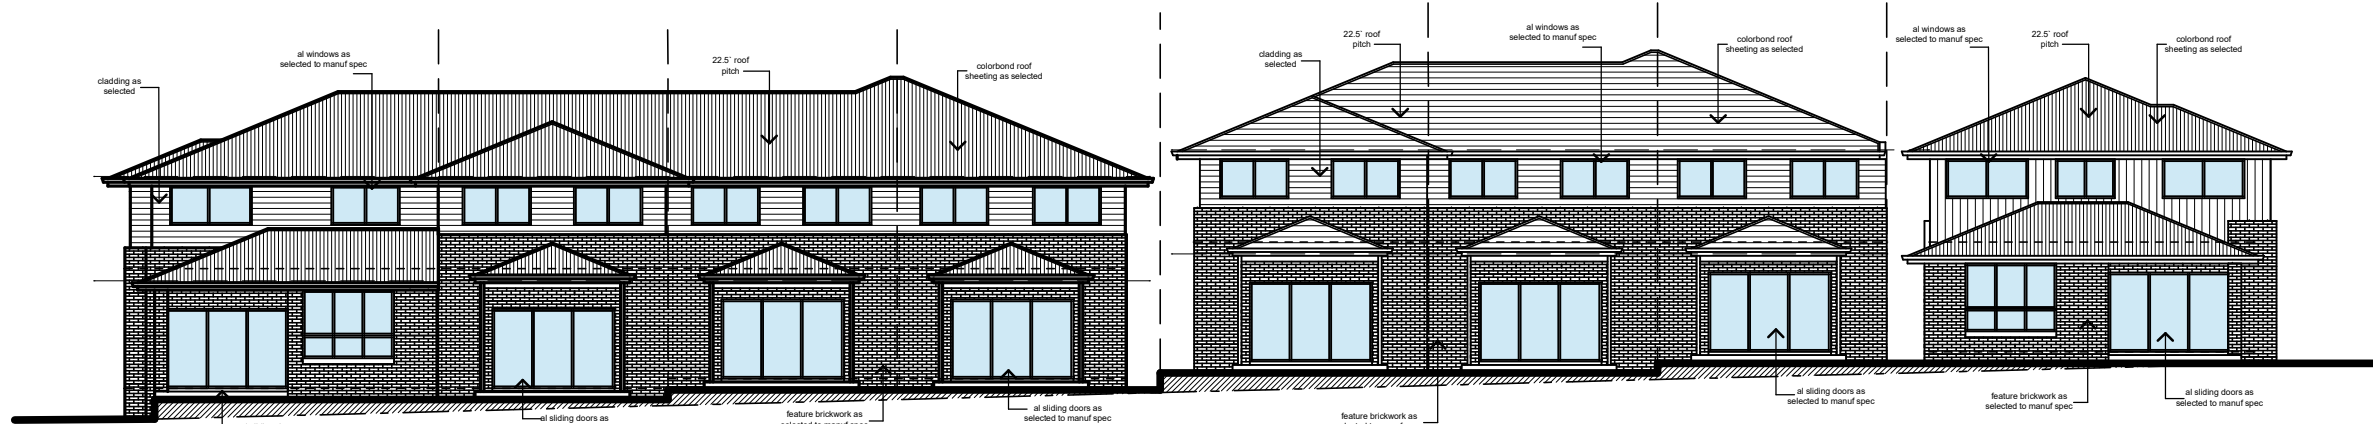 cladding as
selected
al windows as
selected to manuf spec
22.5° roof
pitch
colorbond roof
sheeting as selected
cladding as
selected
22.5° roof
pitch
al windows as
selected to manuf spec
colorbond roof
sheeting as selected
al windows as
selected to manuf spec
22.5° roof
pitch
colorbond roof
sheeting as selected
al sliding doors as
feature brickwork as
selected to manuf spec
al sliding doors as
selected to manuf spec
feature brickwork as
al sliding doors as
selected to manuf spec
feature brickwork as
selected to manuf spec
al sliding doors as
selected to manuf spec